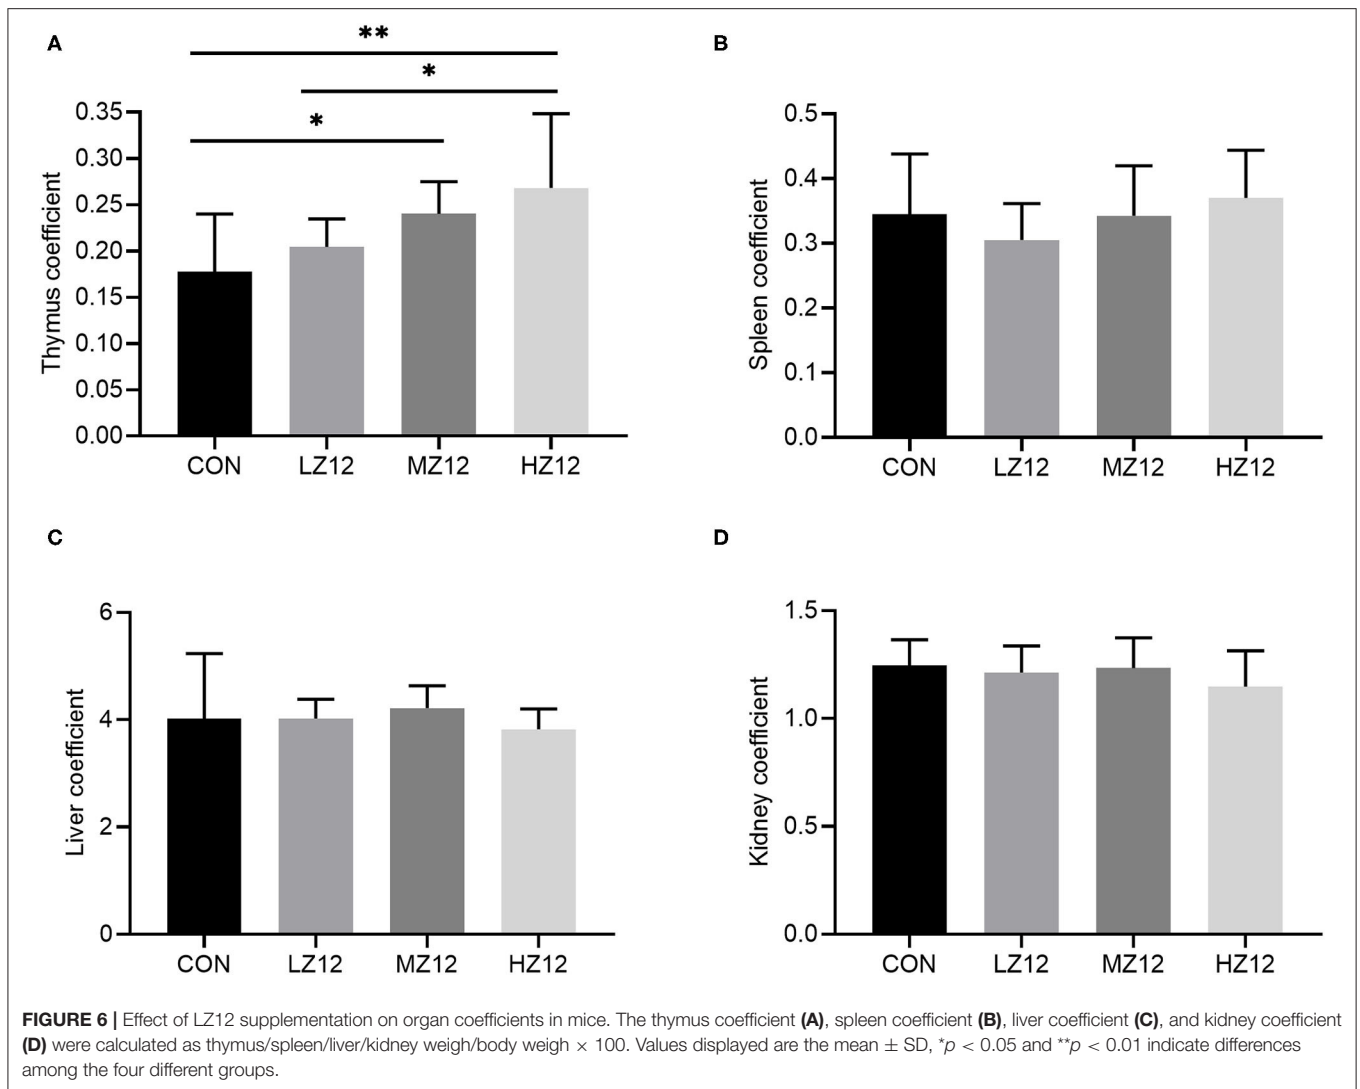 A
**
*
*
0.35
0.30
0.25
0.20
0.15
0.10
0.05
0.00
Thymus coefficient
CON LZ12 MZ12 HZ12
B
0.5
0.4
0.3
0.2
0.1
0.0
Spleen coefficient
CON LZ12 MZ12 HZ12
C
6
4
2
0
Liver coefficient
CON LZ12 MZ12 HZ12
D
1.5
1.0
0.5
0.0
Kidney coefficient
CON LZ12 MZ12 HZ12
FIGURE 6 | Effect of LZ12 supplementation on organ coefficients in mice. The thymus coefficient (A), spleen coefficient (B), liver coefficient (C), and kidney coefficient
(D) were calculated as thymus/spleen/liver/kidney weigh/body weigh × 100. Values displayed are the mean ± SD, *p < 0.05 and **p < 0.01 indicate differences
among the four different groups.